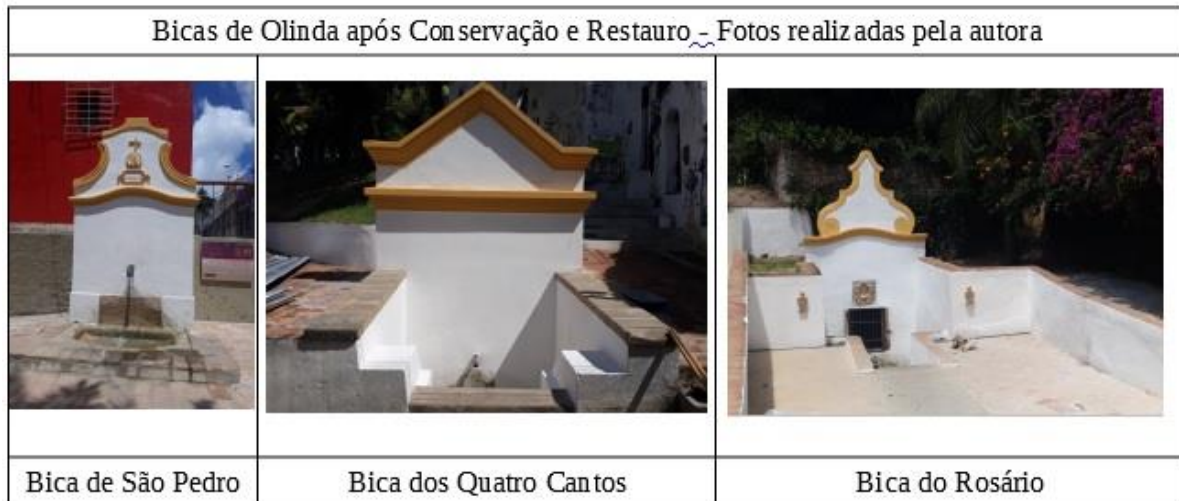 Bicas de Olinda após Conservação e Restauro - Fotos realizadas pela autora
Bica de São Pedro
Bica dos Quatro Cantos
Bica do Rosário